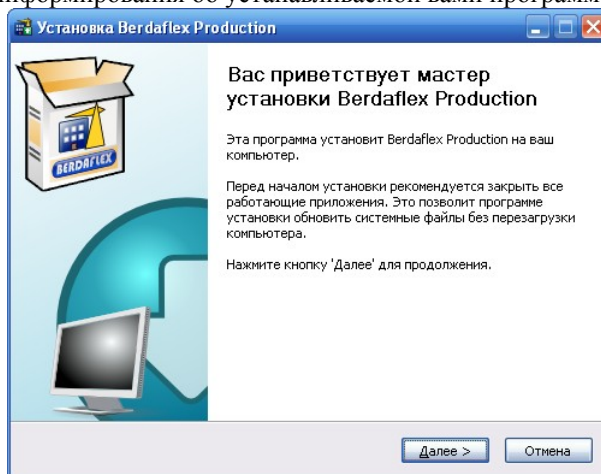 нформирования об устанавливаемой вами программ
Установка Berdaflex Production
BERDAFLEX
Вас приветствует мастер
установки Berdaflex Production
Эта программа установит Berdaflex Production на ваш
компьютер.
Перед началом установки рекомендуется закрыть все
работающие приложения. Это позволит программе
установки обновить системные файлы без перезагрузки
компьютера.
Нажмите кнопку 'Далее' для продолжения.
Далее >
Отмена